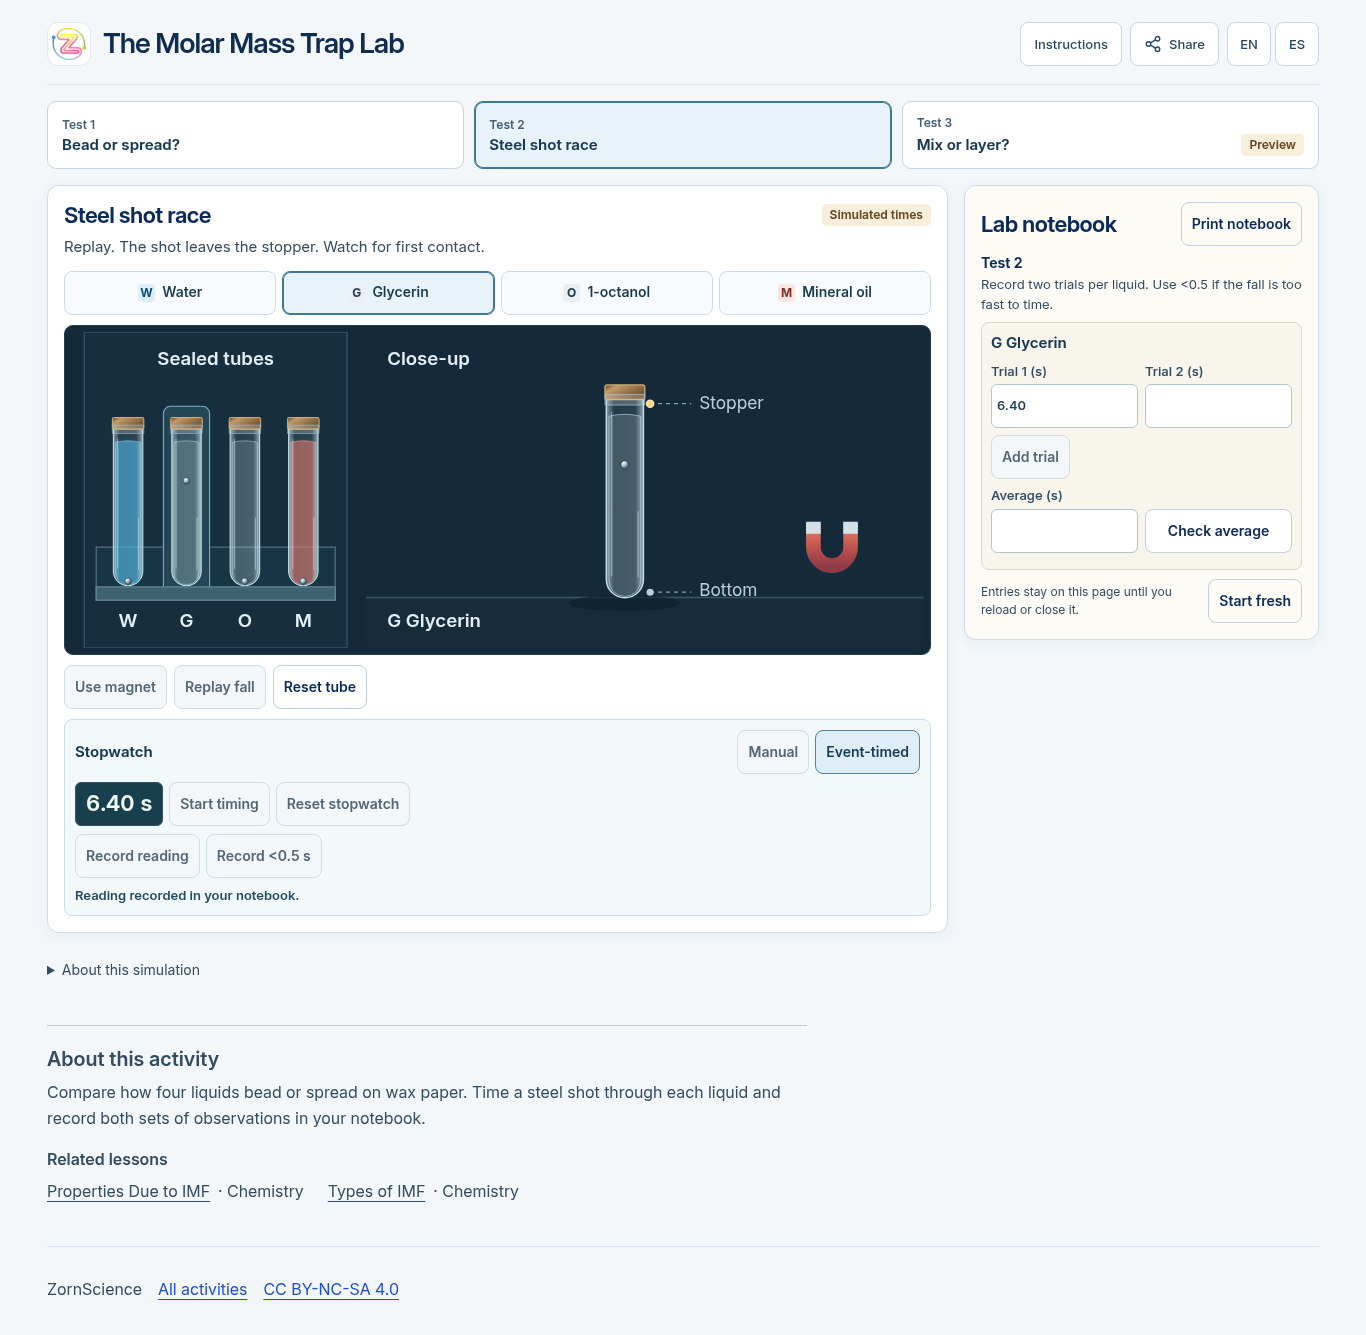 The Molar Mass Trap Lab
Instructions
Share
EN
ES
Test 1
Bead or spread?
Test 2
Steel shot race
Test 3
Mix or layer?
Preview
Steel shot race
Simulated times
Replay. The shot leaves the stopper. Watch for first contact.
W Water
G Glycerin
O 1-octanol
M Mineral oil
Sealed tubes
Close-up
Stopper
Bottom
W G O M
G Glycerin
Use magnet
Replay fall
Reset tube
Stopwatch
Manual
Event-timed
6.40 s
Start timing
Reset stopwatch
Record reading
Record <0.5 s
Reading recorded in your notebook.
Lab notebook
Print notebook
Test 2
Record two trials per liquid. Use <0.5 if the fall is too
fast to time.
G Glycerin
Trial 1 (s)
Trial 2 (s)
6.40
Add trial
Average (s)
Check average
Entries stay on this page until you
reload or close it.
Start fresh
About this simulation
About this activity
Compare how four liquids bead or spread on wax paper. Time a steel shot through each liquid and
record both sets of observations in your notebook.
Related lessons
Properties Due to IMF · Chemistry Types of IMF · Chemistry
ZornScience All activities CC BY-NC-SA 4.0